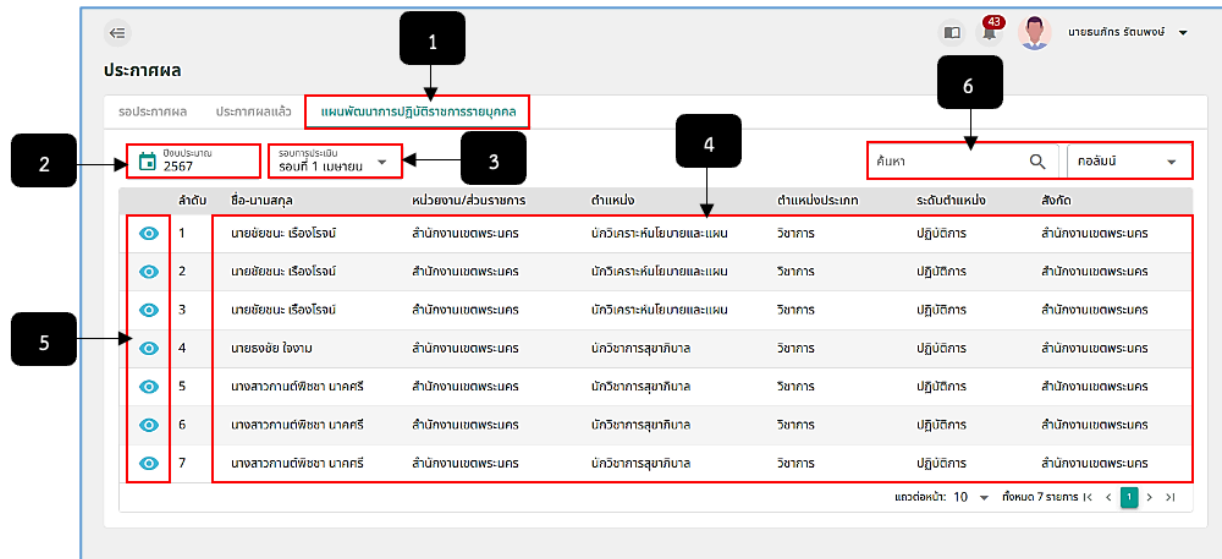 43
นายธนภัทร รัตนพงษ์
1
ประกาศผล
6
รอประกาศผล ประกาศผลแล้ว แผนพัฒนาการปฏิบัติราชการรายบุคคล
2
ปีงบประมาณ
2567
รอบการประเมิน
รอบที่ 1 เมษายน
3
4
ค้นหา
คอลัมน์
ลำดับ ชื่อ-นามสกุล หน่วยงาน/ส่วนราชการ ตำแหน่ง ตำแหน่งประเภท ระดับตำแหน่ง สังกัด
1 นายชัยชนะ เรืองโรจน์ สำนักงานเขตพระนคร นักวิเคราะห์นโยบายและแผน วิชาการ ปฏิบัติการ สำนักงานเขตพระนคร
2 นายชัยชนะ เรืองโรจน์ สำนักงานเขตพระนคร นักวิเคราะห์นโยบายและแผน วิชาการ ปฏิบัติการ สำนักงานเขตพระนคร
3 นายชัยชนะ เรืองโรจน์ สำนักงานเขตพระนคร นักวิเคราะห์นโยบายและแผน วิชาการ ปฏิบัติการ สำนักงานเขตพระนคร
5
4 นายธงชัย ใจงาม สำนักงานเขตพระนคร นักวิชาการสุขาภิบาล วิชาการ ปฏิบัติการ สำนักงานเขตพระนคร
5 นางสาวกานต์พิชชา นาคศรี สำนักงานเขตพระนคร นักวิชาการสุขาภิบาล วิชาการ ปฏิบัติการ สำนักงานเขตพระนคร
6 นางสาวกานต์พิชชา นาคศรี สำนักงานเขตพระนคร นักวิชาการสุขาภิบาล วิชาการ ปฏิบัติการ สำนักงานเขตพระนคร
7 นางสาวกานต์พิชชา นาคศรี สำนักงานเขตพระนคร นักวิชาการสุขาภิบาล วิชาการ ปฏิบัติการ สำนักงานเขตพระนคร
แถวต่อหน้า: 10 ทั้งหมด 7 รายการ 1